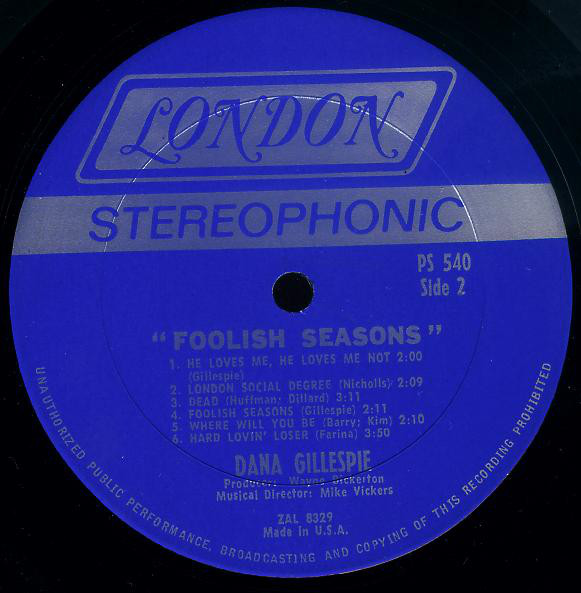 LONDON
STEREOPHONIC
PS 540
Side 2
"FOOLISH SEASONS"
1. HE LOVES ME, HE LOVES ME NOT 2:00
(Gillespie)
2. LONDON SOCIAL DEGREE (Nicholls) 2:09
3. DEAD (Huffman; Dillard) 3:11
4. FOOLISH SEASONS (Gillespie) 2:11
5. WHERE WILL YOU BE (Barry; Kim) 2:10
6. HARD LOVIN' LOSER (Farina) 3:50
DANA GILLESPIE
Producer: Wayne Bickerton
Musical Director: Mike Vickers
ZAL 8329
Made in U.S.A.
UNAUTHORIZED PUBLIC PERFORMANCE, BROADCASTING AND COPYING OF THIS RECORDING PROHIBITED